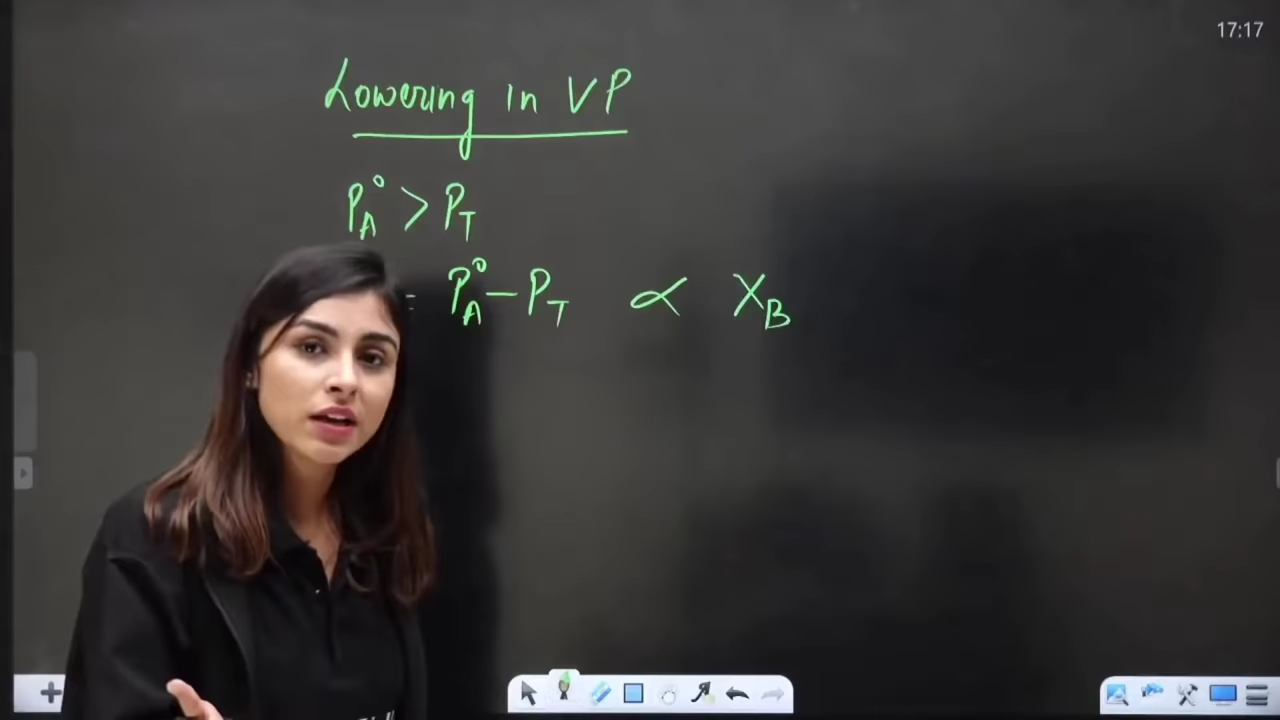 17:17
Lowering in VP
P°A > PT
= P°A − PT ∝ XB